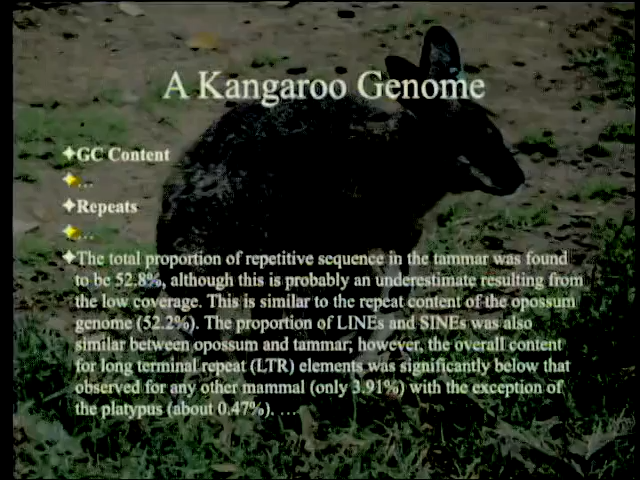 A Kangaroo Genome
GC Content
...
Repeats
...
The total proportion of repetitive sequence in the tammar was found
to be 52.8%, although this is probably an underestimate resulting from
the low coverage. This is similar to the repeat content of the opossum
genome (52.2%). The proportion of LINEs and SINEs was also
similar between opossum and tammar; however, the overall content
for long terminal repeat (LTR) elements was significantly below that
observed for any other mammal (only 3.91%) with the exception of
the platypus (about 0.47%). …